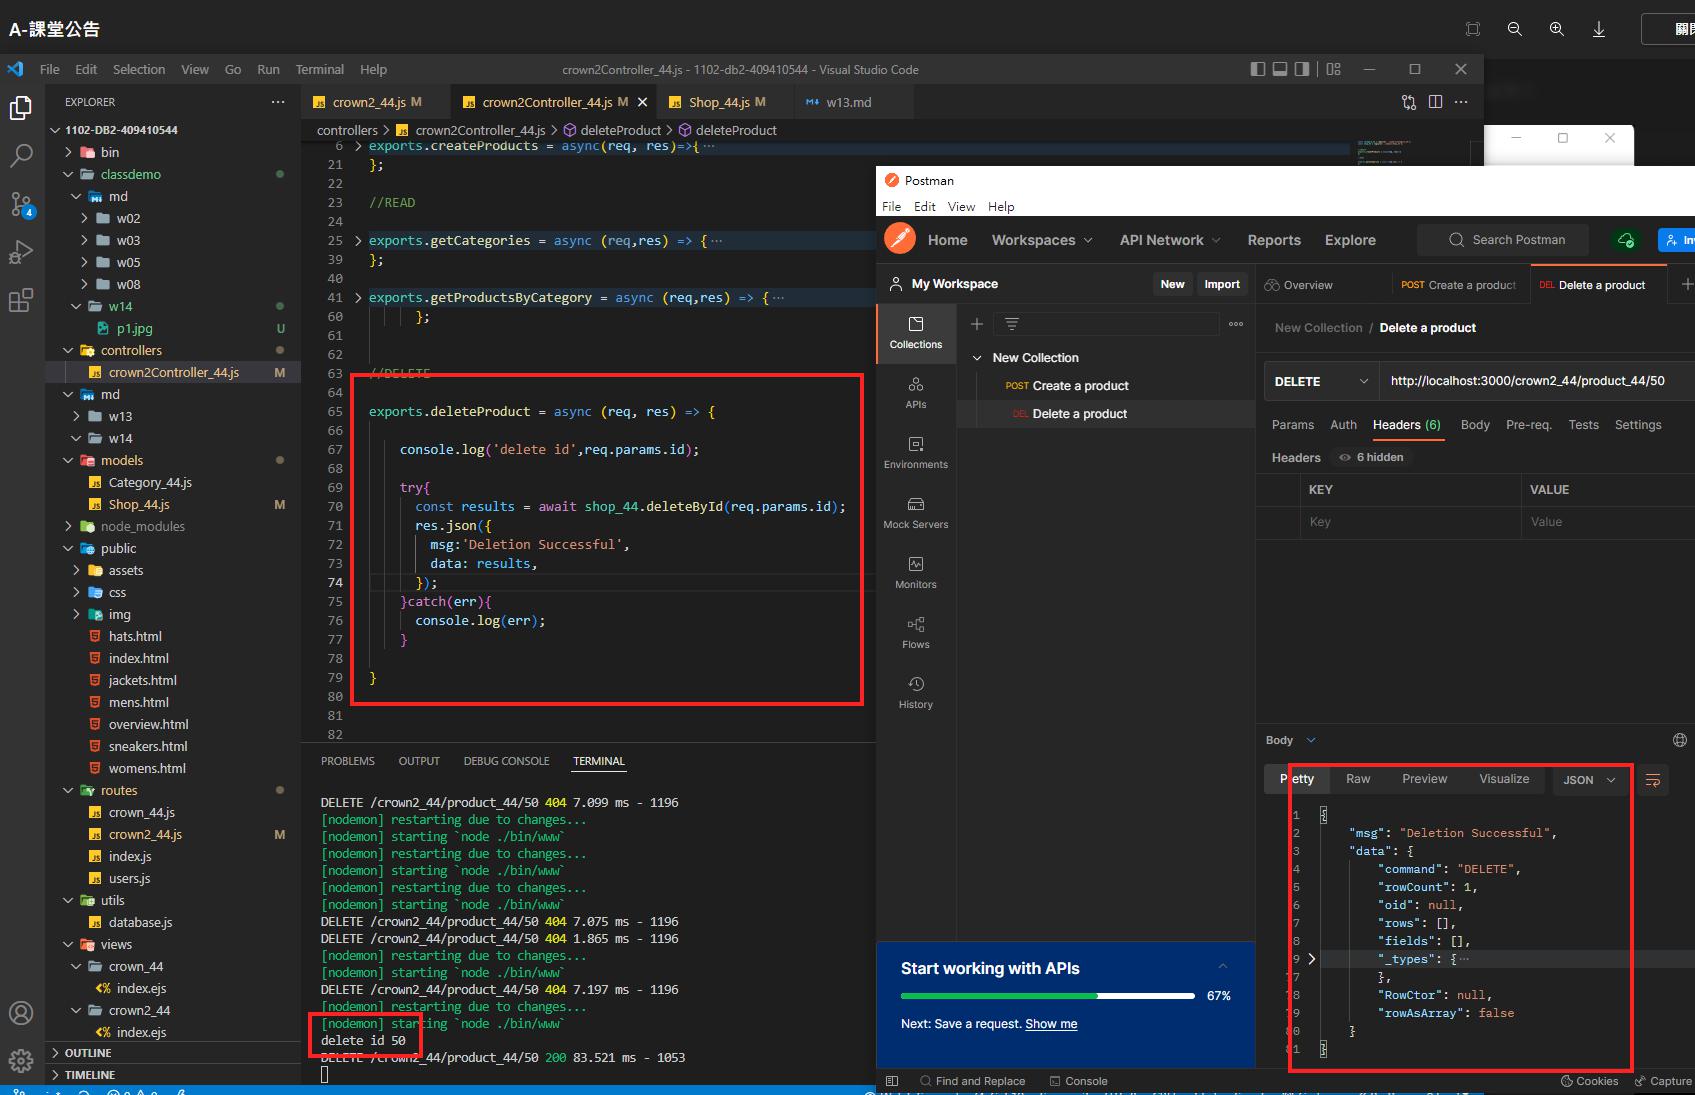 A-課堂公告
File Edit Selection View Go Run Terminal Help
crown2Controller_44.js - 1102-db2-409410544 - Visual Studio Code
EXPLORER
1102-DB2-409410544
bin
classdemo
md
w02
w03
w05
w08
w14
p1.jpg U
controllers
crown2Controller_44.js M
md
w13
w14
models
Category_44.js
Shop_44.js M
node_modules
public
assets
css
img
hats.html
index.html
jackets.html
mens.html
overview.html
sneakers.html
womens.html
routes
crown_44.js
crown2_44.js M
index.js
users.js
utils
database.js
views
crown_44
index.ejs
crown2_44
index.ejs
OUTLINE
TIMELINE
4
crown2_44.js M
crown2Controller_44.js M
Shop_44.js M
w13.md
controllers > crown2Controller_44.js > deleteProduct > deleteProduct
6 exports.createProducts = async(req, res)=>{ ...
21 };
22
23 //READ
24
25 exports.getCategories = async (req,res) => { ...
39 };
40
41 exports.getProductsByCategory = async (req,res) => { ...
60 };
61
62
63 //DELETE
64
65 exports.deleteProduct = async (req, res) => {
66
67 console.log('delete id',req.params.id);
68
69 try{
70 const results = await shop_44.deleteById(req.params.id);
71 res.json({
72 msg:'Deletion Successful',
73 data: results,
74 });
75 }catch(err){
76 console.log(err);
77 }
78
79 }
80
81
82
PROBLEMS OUTPUT DEBUG CONSOLE TERMINAL
DELETE /crown2_44/product_44/50 404 7.099 ms - 1196
[nodemon] restarting due to changes...
[nodemon] starting `node ./bin/www`
[nodemon] restarting due to changes...
[nodemon] starting `node ./bin/www`
[nodemon] restarting due to changes...
[nodemon] starting `node ./bin/www`
DELETE /crown2_44/product_44/50 404 7.075 ms - 1196
DELETE /crown2_44/product_44/50 404 1.865 ms - 1196
[nodemon] restarting due to changes...
[nodemon] starting `node ./bin/www`
DELETE /crown2_44/product_44/50 404 7.197 ms - 1196
[nodemon] restarting due to changes...
[nodemon] starting `node ./bin/www`
delete id 50
DELETE /crown2_44/product_44/50 200 83.521 ms - 1053
Postman
File Edit View Help
Home Workspaces API Network Reports Explore
Search Postman
My Workspace
New Import
Overview
POST Create a product
DEL Delete a product
Collections
APIs
Environments
Mock Servers
Monitors
Flows
History
New Collection
POST Create a product
DEL Delete a product
New Collection / Delete a product
DELETE http://localhost:3000/crown2_44/product_44/50
Params Auth Headers (6) Body Pre-req. Tests Settings
Headers 6 hidden
KEY VALUE
Key Value
Body
Pretty Raw Preview Visualize JSON
1 {
2 "msg": "Deletion Successful",
3 "data": {
4 "command": "DELETE",
5 "rowCount": 1,
6 "oid": null,
7 "rows": [],
8 "fields": [],
9 "_types": { ...
77 },
78 "RowCtor": null,
79 "rowAsArray": false
80 }
81 }
Start working with APIs
67%
Next: Save a request. Show me
Find and Replace Console
Cookies Capture